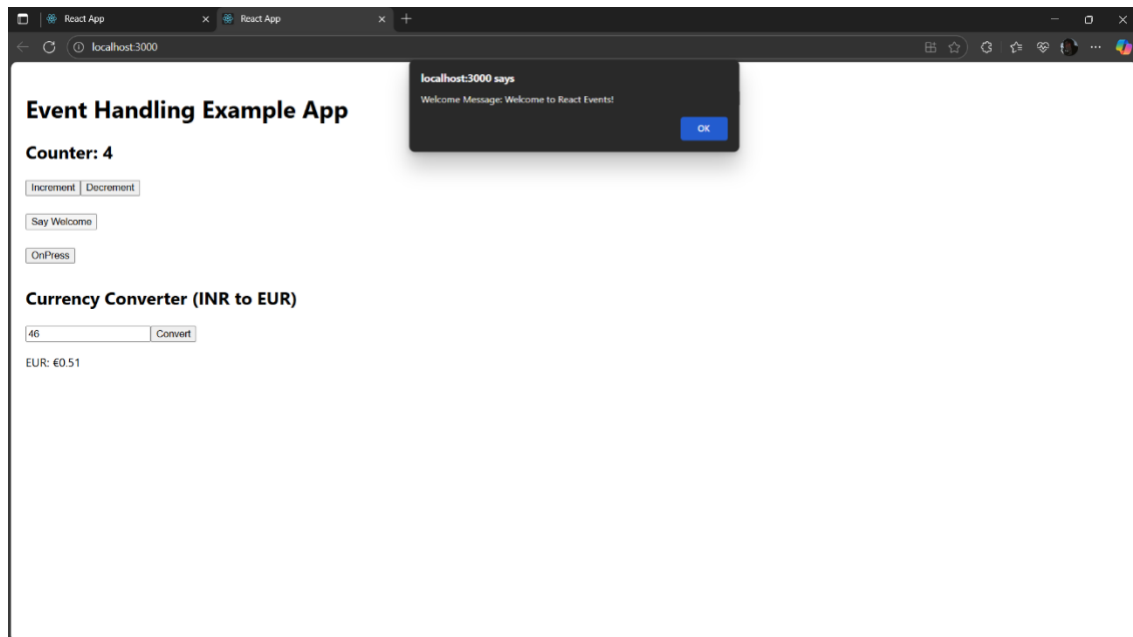 React App
React App
localhost:3000
localhost:3000 says
Welcome Message: Welcome to React Events!
OK
Event Handling Example App
Counter: 4
Increment Decrement
Say Welcome
OnPress
Currency Converter (INR to EUR)
46 Convert
EUR: €0.51